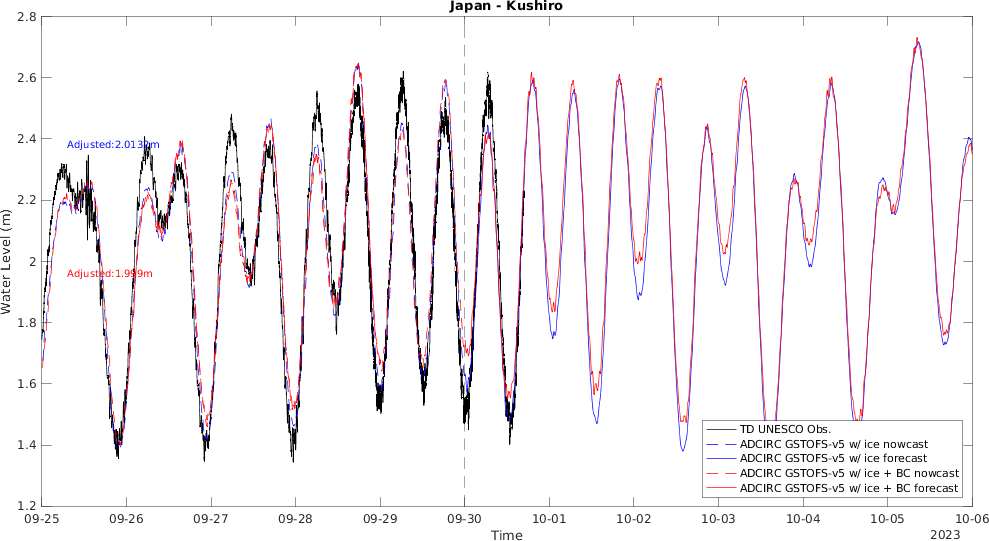 Japan - Kushiro
2.8
2.6
2.4
2.2
2
1.8
1.6
1.4
1.2
Water Level (m)
Adjusted:2.0132m
Adjusted:1.999m
TD UNESCO Obs.
ADCIRC GSTOFS-v5 w/ ice nowcast
ADCIRC GSTOFS-v5 w/ ice forecast
ADCIRC GSTOFS-v5 w/ ice + BC nowcast
ADCIRC GSTOFS-v5 w/ ice + BC forecast
09-25 09-26 09-27 09-28 09-29 09-30 10-01 10-02 10-03 10-04 10-05 10-06
Time
2023